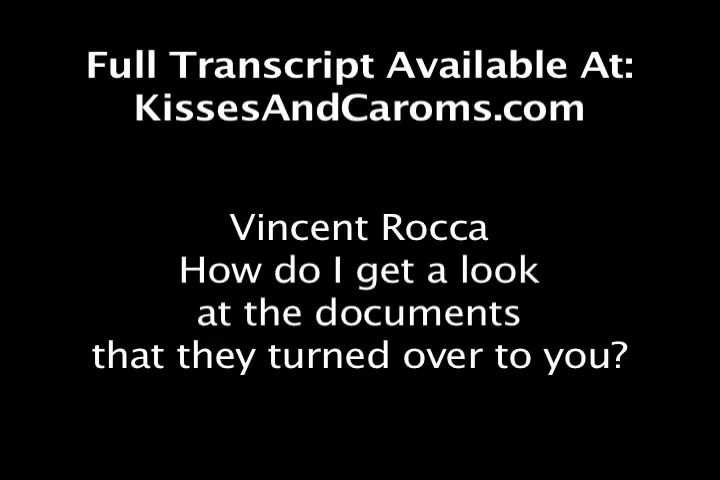 Full Transcript Available At:
KissesAndCaroms.com
Vincent Rocca
How do I get a look
at the documents
that they turned over to you?